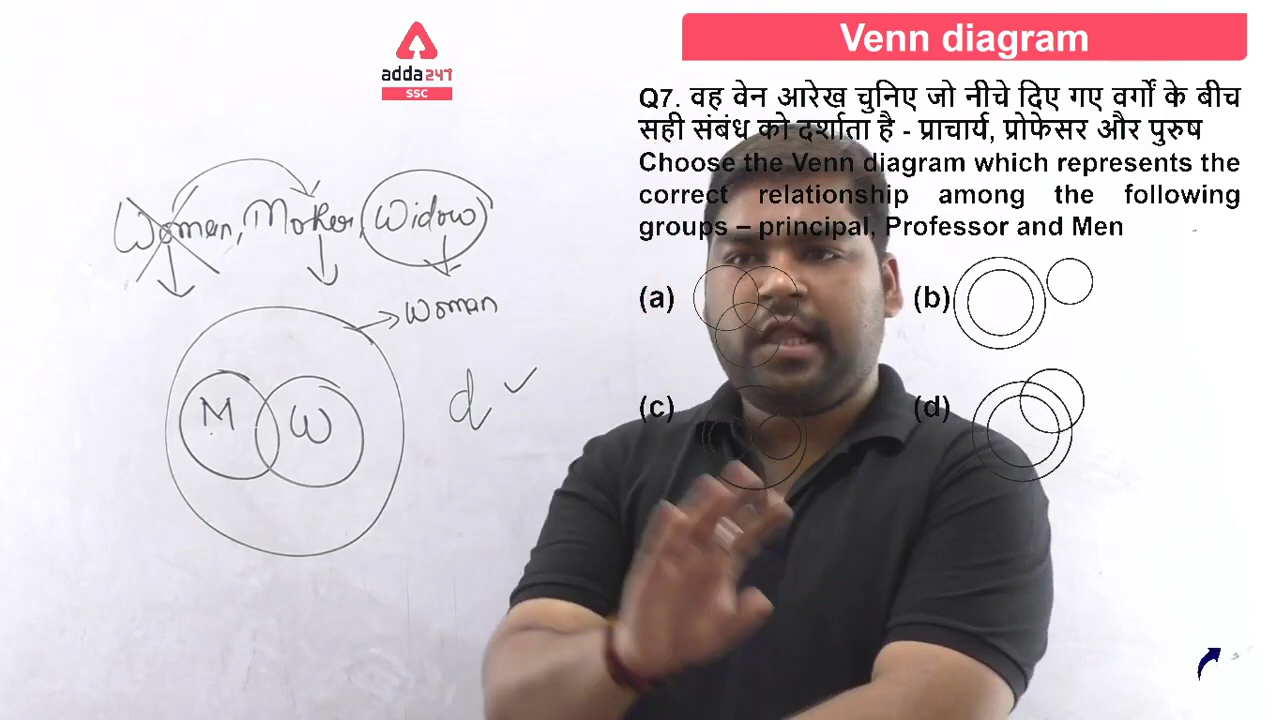 Venn diagram
adda247
SSC
Q7. वह वेन आरेख चुनिए जो नीचे दिए गए वर्गों के बीच
सही संबंध को दर्शाता है - प्राचार्य, प्रोफेसर और पुरुष
Choose the Venn diagram which represents the
correct relationship among the following
groups – principal, Professor and Men
(a)
(b)
(c)
(d)
Women, Mother, Widow
Woman
M W
d